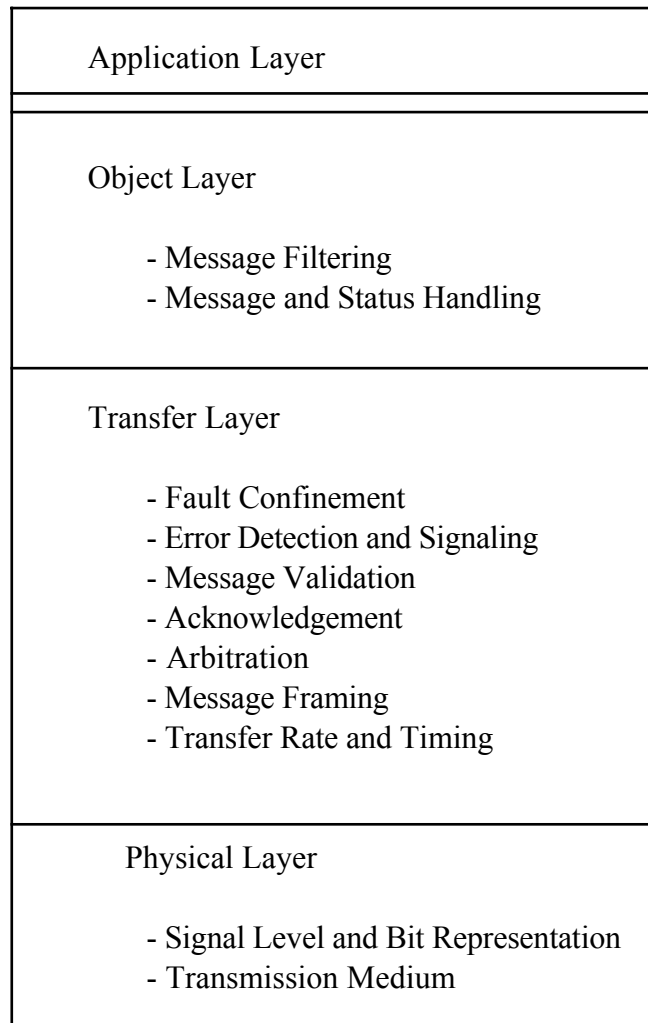 Application Layer
Object Layer
- Message Filtering
- Message and Status Handling
Transfer Layer
- Fault Confinement
- Error Detection and Signaling
- Message Validation
- Acknowledgement
- Arbitration
- Message Framing
- Transfer Rate and Timing
Physical Layer
- Signal Level and Bit Representation
- Transmission Medium